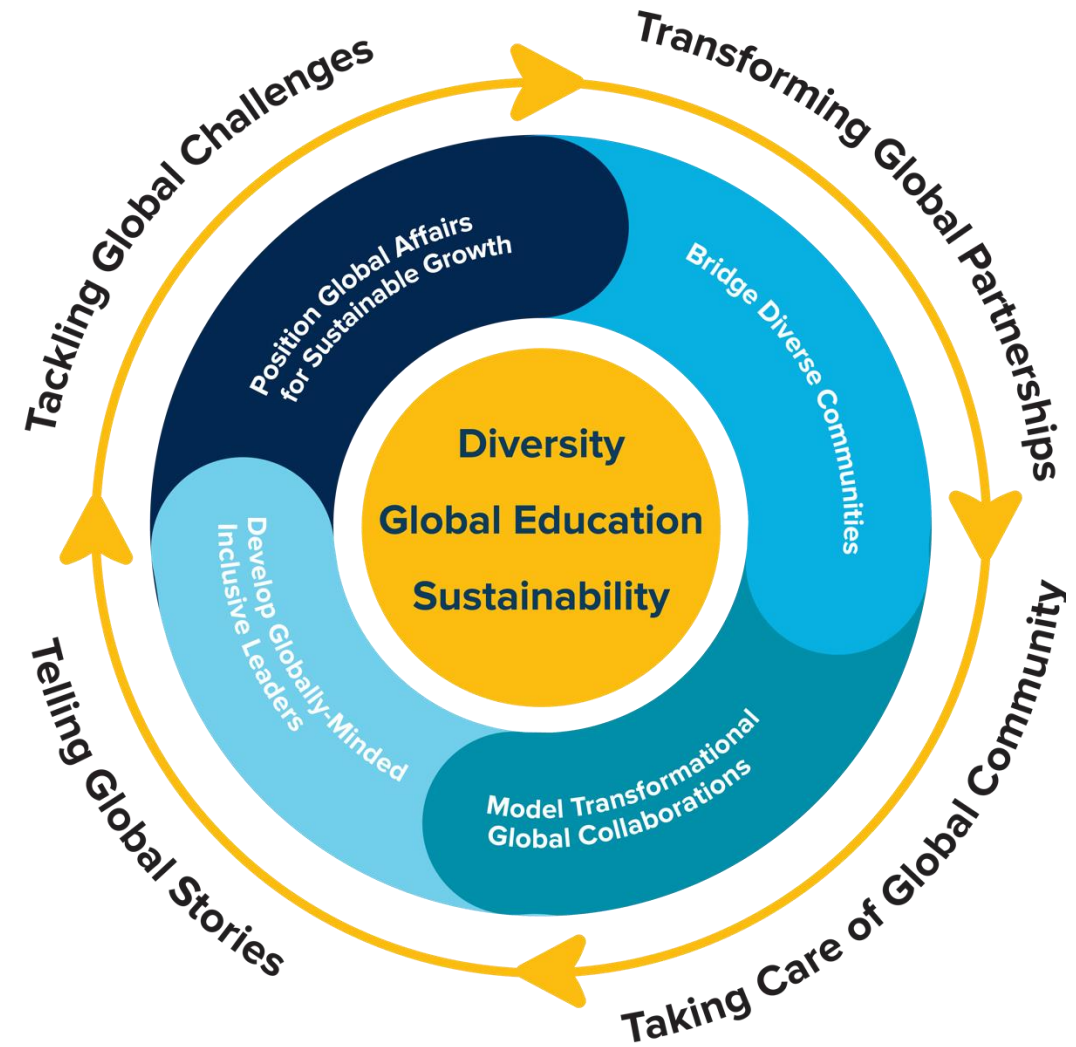 Tackling Global Challenges
Transforming Global Partnerships
Taking Care of Global Community
Telling Global Stories
Position Global Affairs
for Sustainable Growth
Bridge Diverse Communities
Model Transformational
Global Collaborations
Develop Globally-Minded
Inclusive Leaders
Diversity
Global Education
Sustainability